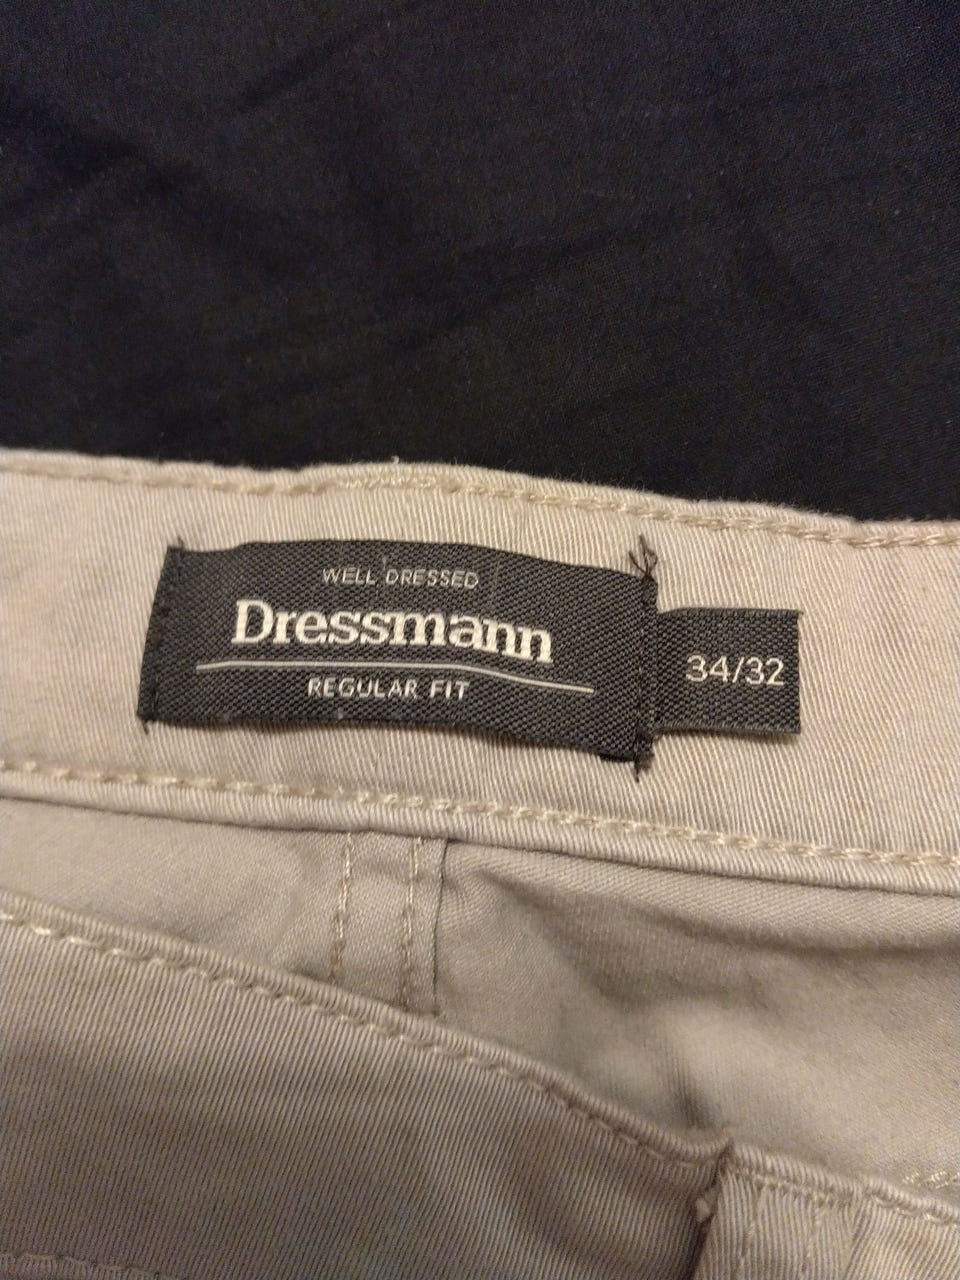 WELL DRESSED
Dressmann
REGULAR FIT
34/32